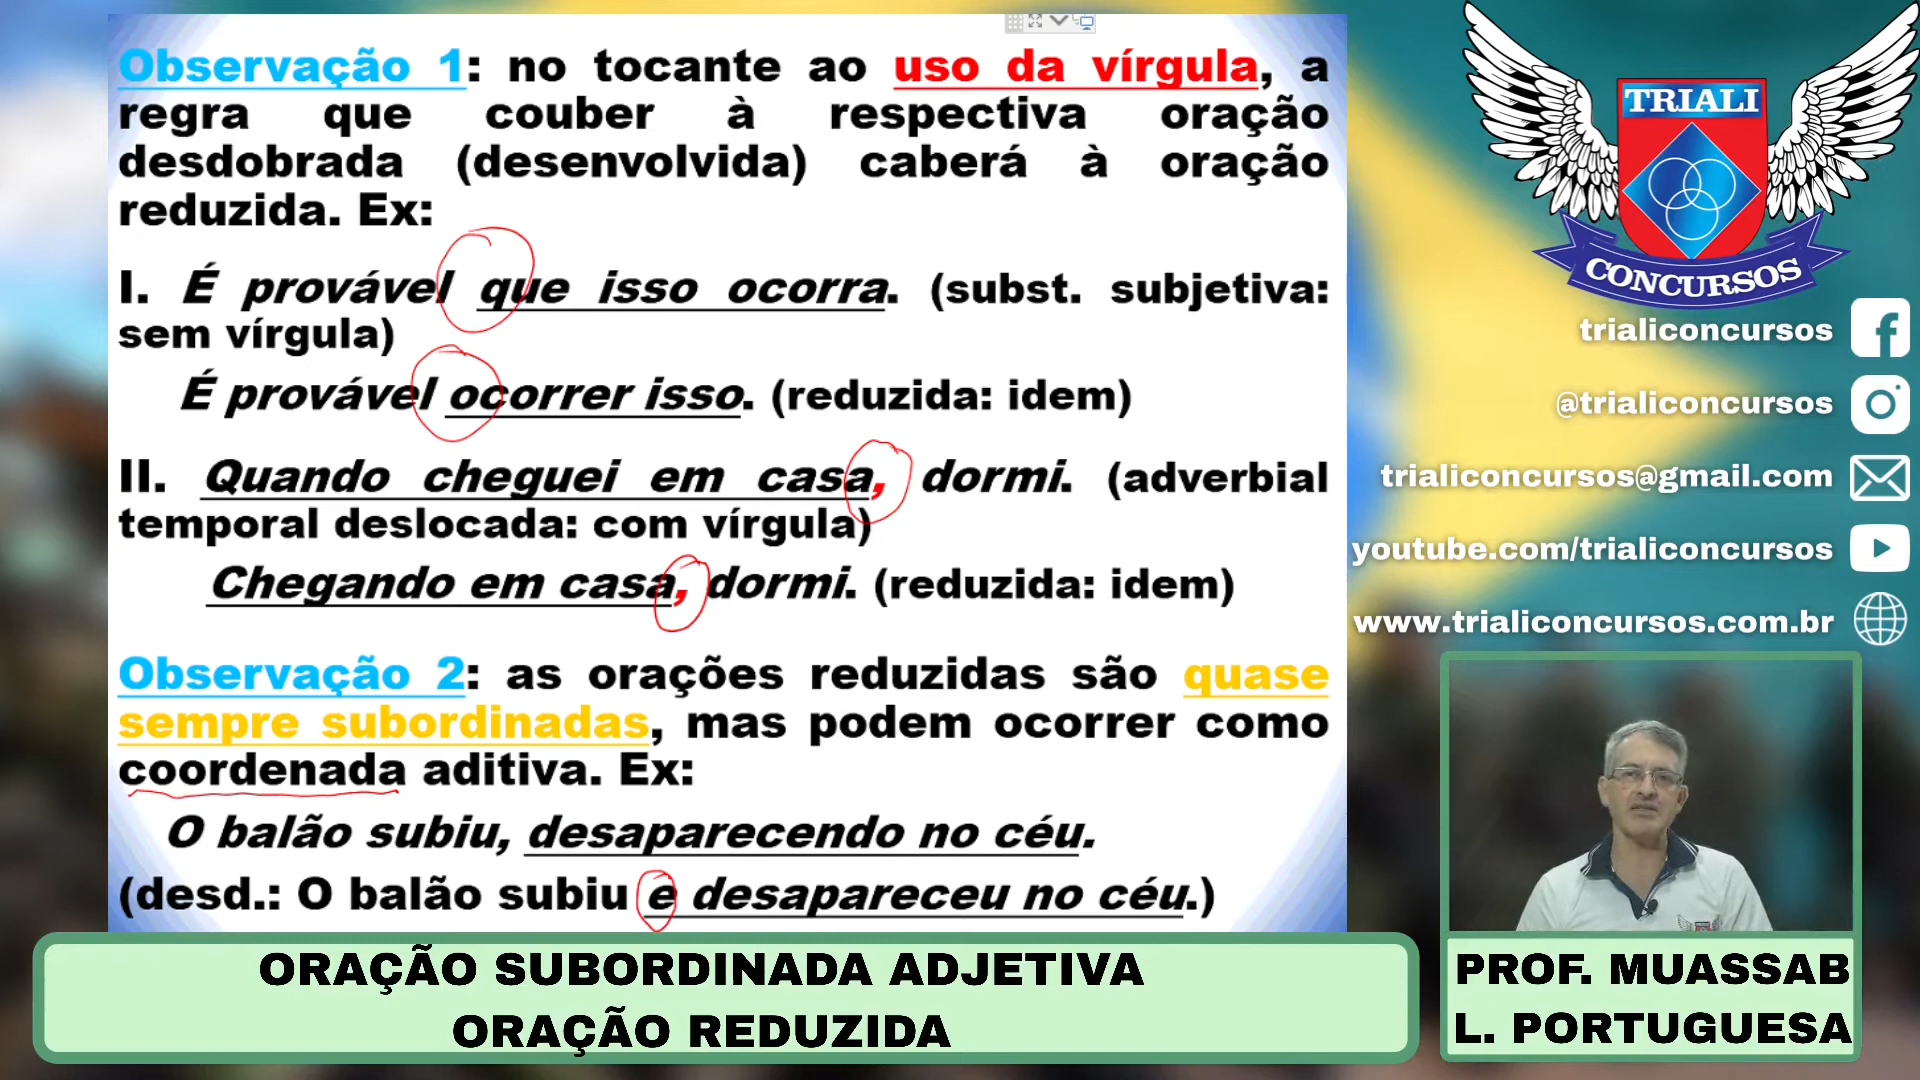 Observação 1: no tocante ao uso da vírgula, a
regra que couber à respectiva oração
desdobrada (desenvolvida) caberá à oração
reduzida. Ex:
I. É provável que isso ocorra. (subst. subjetiva:
sem vírgula)
É provável ocorrer isso. (reduzida: idem)
II. Quando cheguei em casa, dormi. (adverbial
temporal deslocada: com vírgula)
Chegando em casa, dormi. (reduzida: idem)
Observação 2: as orações reduzidas são quase
sempre subordinadas, mas podem ocorrer como
coordenada aditiva. Ex:
O balão subiu, desaparecendo no céu.
(desd.: O balão subiu e desapareceu no céu.)
ORAÇÃO SUBORDINADA ADJETIVA
ORAÇÃO REDUZIDA
TRIALI
CONCURSOS
trialiconcursos
@trialiconcursos
trialiconcursos@gmail.com
youtube.com/trialiconcursos
www.trialiconcursos.com.br
PROF. MUASSAB
L. PORTUGUESA